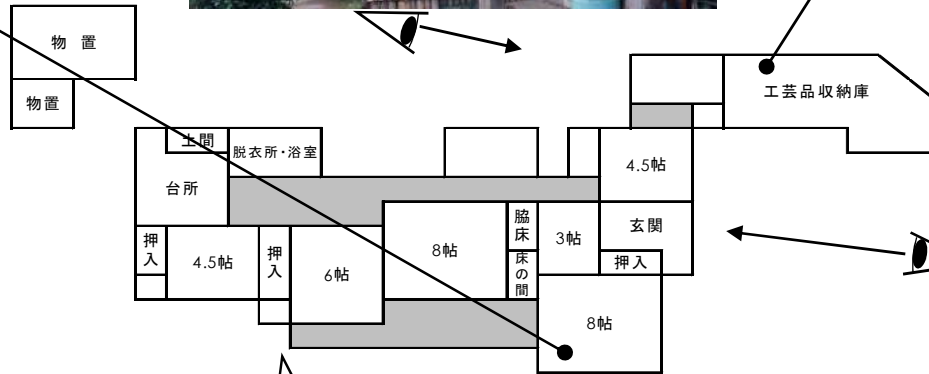 物 置
物置
工芸品収納庫
土間
脱衣所・浴室
4.5帖
台所
脇床
玄関
押入
4.5帖
押入
6帖
8帖
3帖
床の間
押入
8帖